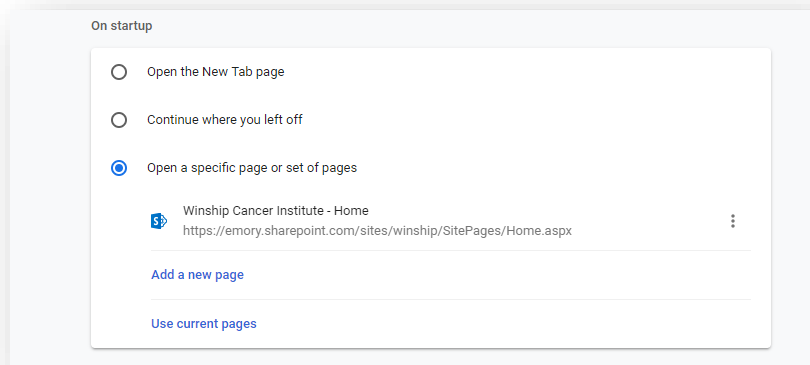 On startup
Open the New Tab page
Continue where you left off
Open a specific page or set of pages
Winship Cancer Institute - Home
https://emory.sharepoint.com/sites/winship/SitePages/Home.aspx
Add a new page
Use current pages